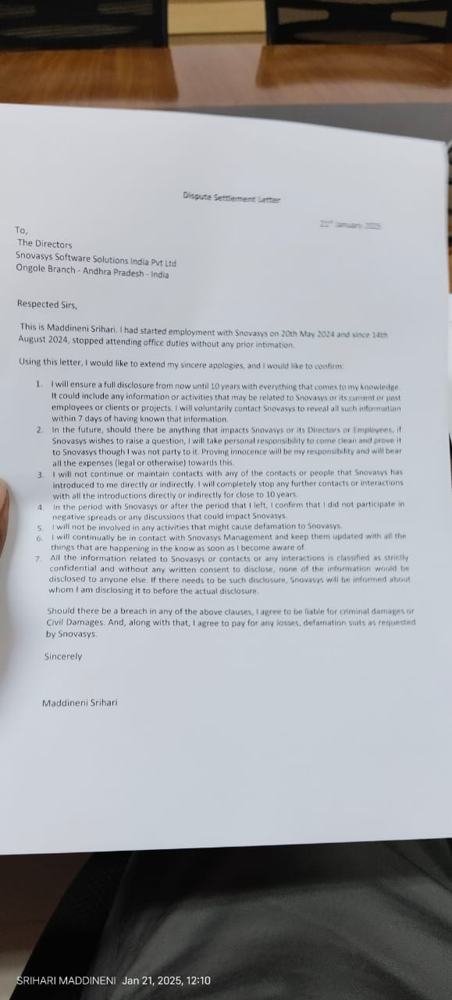 Dispute Settlement Letter
21st January 2025
To,
The Directors
Snovasys Software Solutions India Pvt Ltd
Ongole Branch - Andhra Pradesh - India
Respected Sirs,
This is Maddineni Srihari. I had started employment with Snovasys on 20th May 2024 and since 14th
August 2024, stopped attending office duties without any prior intimation.
Using this letter, I would like to extend my sincere apologies, and I would like to confirm:
1. I will ensure a full disclosure from now until 10 years with everything that comes to my knowledge.
It could include any information or activities that may be related to Snovasys or its current or past
employees or clients or projects. I will voluntarily contact Snovasys to reveal all such information
within 7 days of having known that information.
2. In the future, should there be anything that impacts Snovasys or its Directors or Employees, if
Snovasys wishes to raise a question, I will take personal responsibility to come clean and prove it
to Snovasys though I was not party to it. Proving innocence will be my responsibility and will bear
all the expenses (legal or otherwise) towards this.
3. I will not continue or maintain contacts with any of the contacts or people that Snovasys has
introduced to me directly or indirectly. I will completely stop any further contacts or interactions
with all the introductions directly or indirectly for close to 10 years.
4. In the period with Snovasys or after the period that I left, I confirm that I did not participate in
negative spreads or any discussions that could impact Snovasys.
5. I will not be involved in any activities that might cause defamation to Snovasys.
6. I will continually be in contact with Snovasys Management and keep them updated with all the
things that are happening in the know as soon as I become aware of.
7. All the information related to Snovasys or contacts or any interactions is classified as strictly
confidential and without any written consent to disclose, none of the information would be
disclosed to anyone else. If there needs to be such disclosure, Snovasys will be informed about
whom I am disclosing it to before the actual disclosure.
Should there be a breach in any of the above clauses, I agree to be liable for criminal damages or
Civil Damages. And, along with that, I agree to pay for any losses, defamation suits as requested
by Snovasys.
Sincerely
Maddineni Srihari
SRIHARI MADDINENI Jan 21, 2025, 12:10